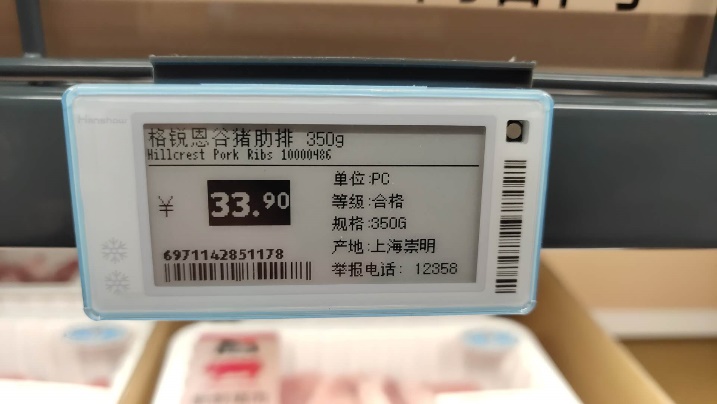 Hanshow
格锐恩谷猪肋排 350g
Hillcrest Pork Ribs 10000486
¥ 33.90
6971142851178
单位:PC
等级:合格
规格:350G
产地:上海崇明
举报电话: 12358